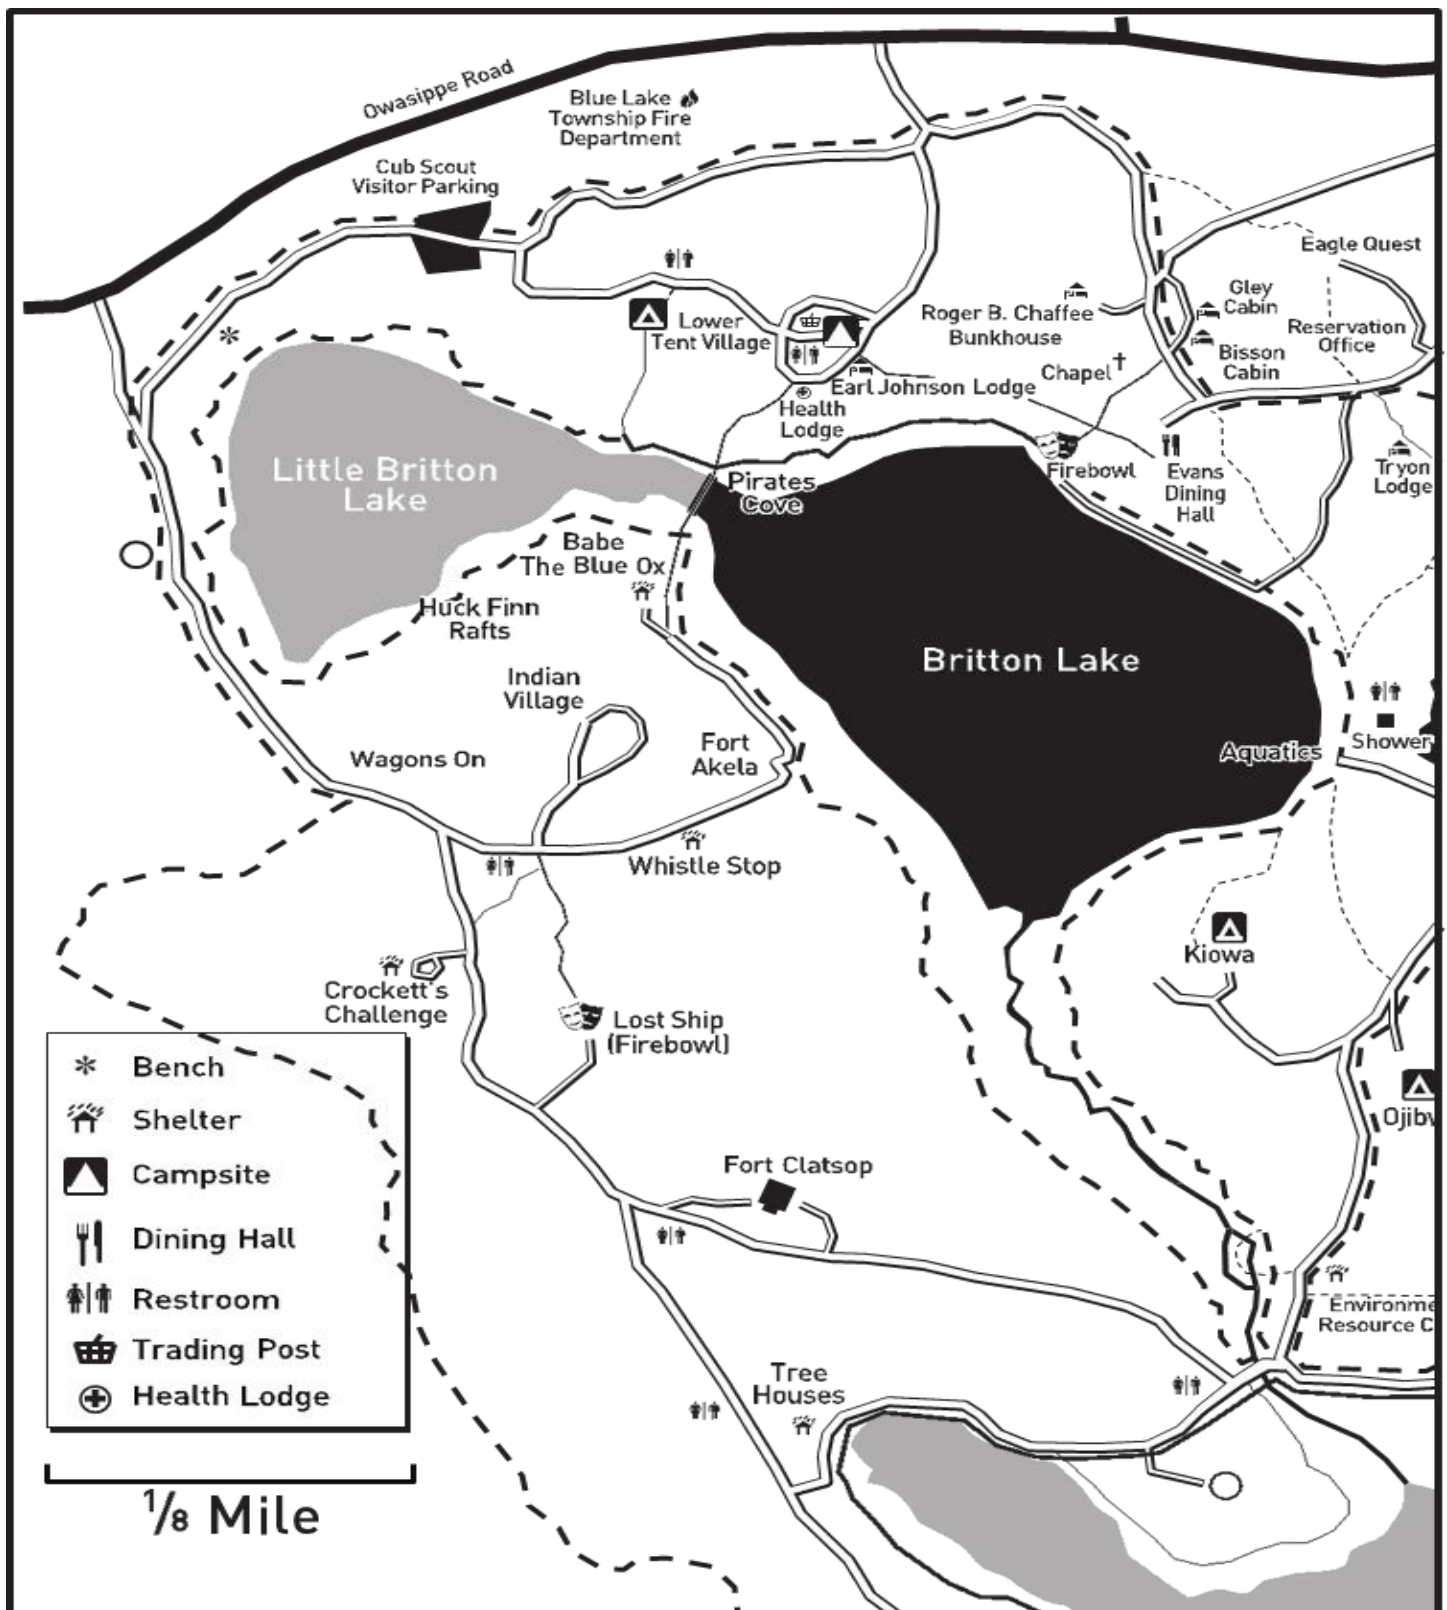 Owasippe Road
Blue Lake
Township Fire
Department
Cub Scout
Visitor Parking
Eagle Quest
Gley
Cabin
Roger B. Chaffee
Bunkhouse
Lower
Tent Village
Reservation
Office
Bisson
Cabin
Chapel
Earl Johnson Lodge
Health
Lodge
Firebowl
Evans
Dining
Hall
Tryon
Lodge
Little Britton
Lake
Pirates
Cove
Babe
The Blue Ox
Huck Finn
Rafts
Britton Lake
Indian
Village
Fort
Akela
Wagons On
Aquatics
Shower
Whistle Stop
Kiowa
Crockett's
Challenge
Lost Ship
(Firebowl)
Ojibw
Bench
Shelter
Campsite
Dining Hall
Restroom
Trading Post
Health Lodge
Fort Clatsop
Environme
Resource C
Tree
Houses
1/8 Mile